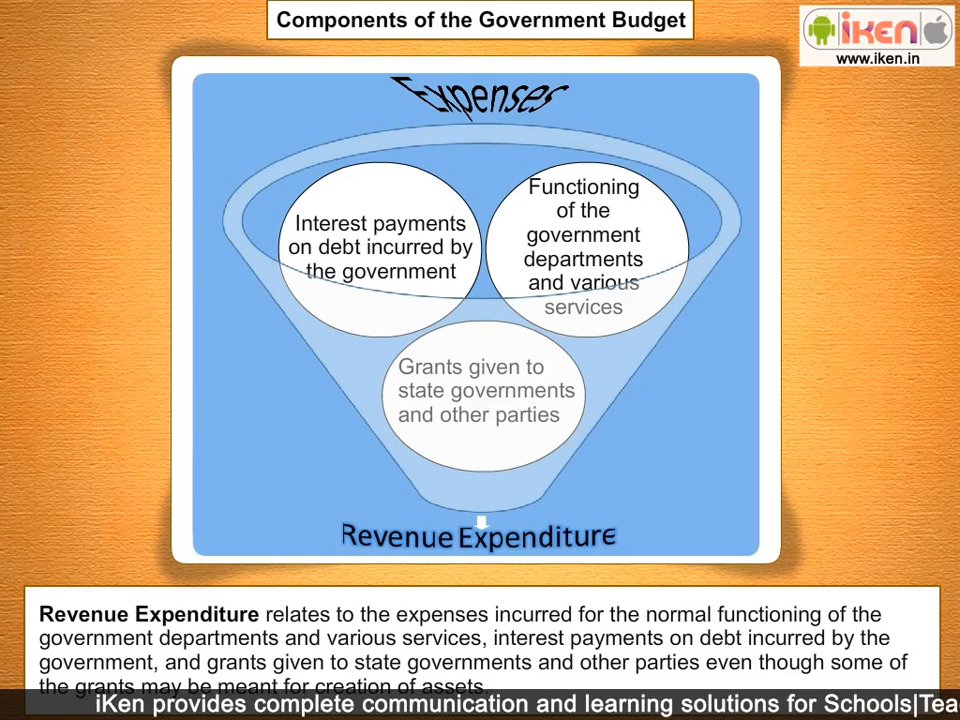 Components of the Government Budget
iKEN
www.iken.in
Expenses
Interest payments
on debt incurred by
the government
Functioning
of the
government
departments
and various
services
Grants given to
state governments
and other parties
Revenue Expenditure
Revenue Expenditure relates to the expenses incurred for the normal functioning of the
government departments and various services, interest payments on debt incurred by the
government, and grants given to state governments and other parties even though some of
the grants may be meant for creation of assets.
iKen provides complete communication and learning solutions for Schools|Tea